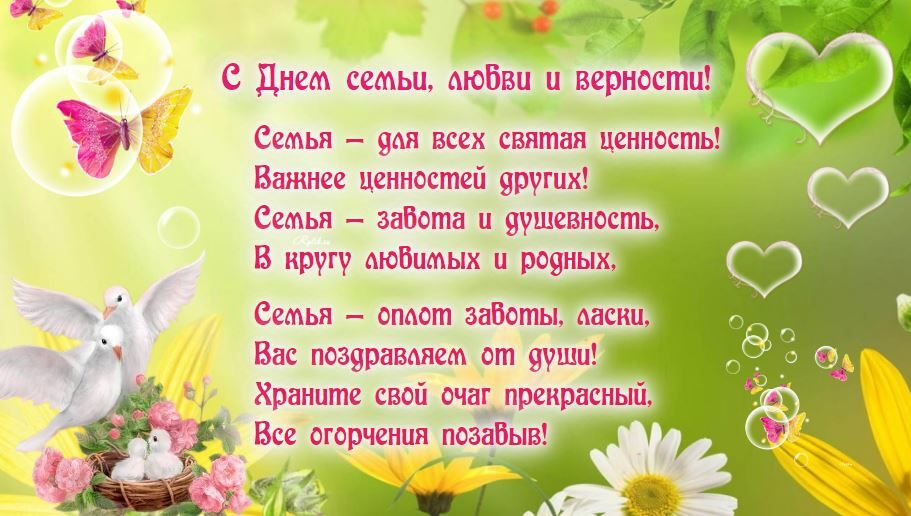 С Днем семьи, любви и верности!
Семья – для всех святая ценность!
Важнее ценностей других!
Семья – забота и душевность,
В кругу любимых и родных,
Семья – оплот заботы, ласки,
Вас поздравляем от души!
Храните свой очаг прекрасный,
Все огорчения позабыв!